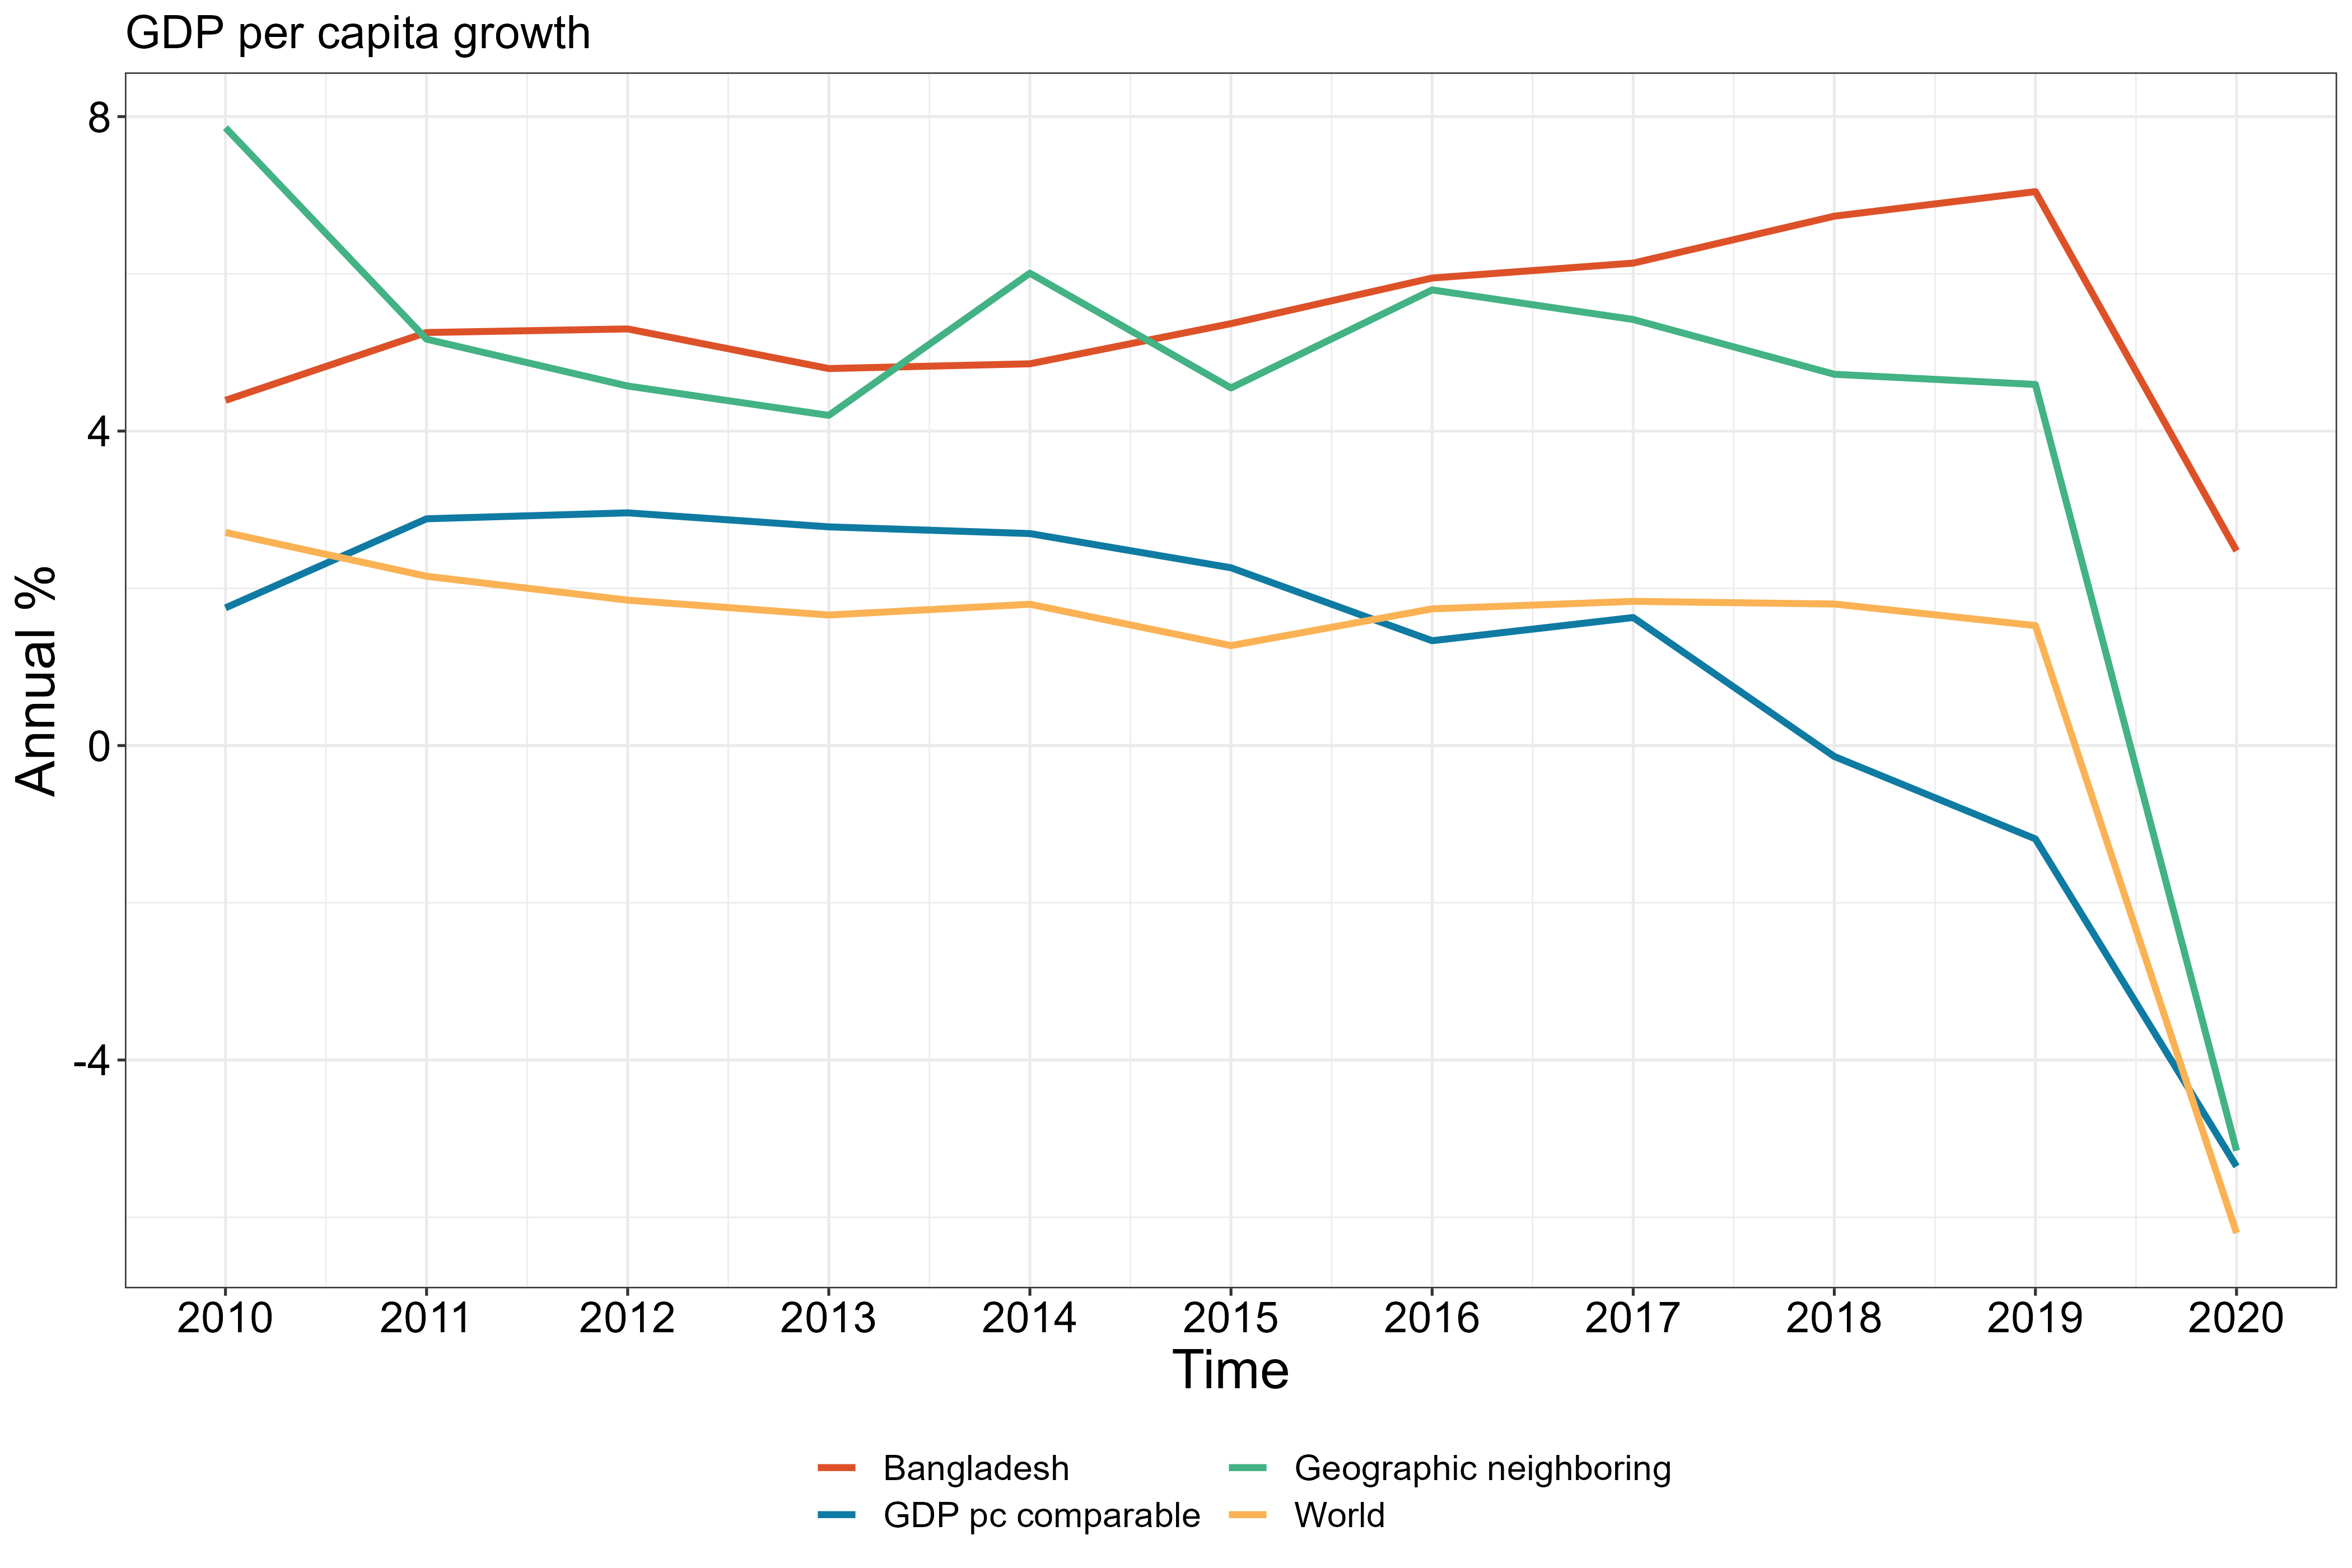 GDP per capita growth
Annual %
8
4
0
-4
2010 2011 2012 2013 2014 2015 2016 2017 2018 2019 2020
Time
Bangladesh Geographic neighboring
GDP pc comparable World